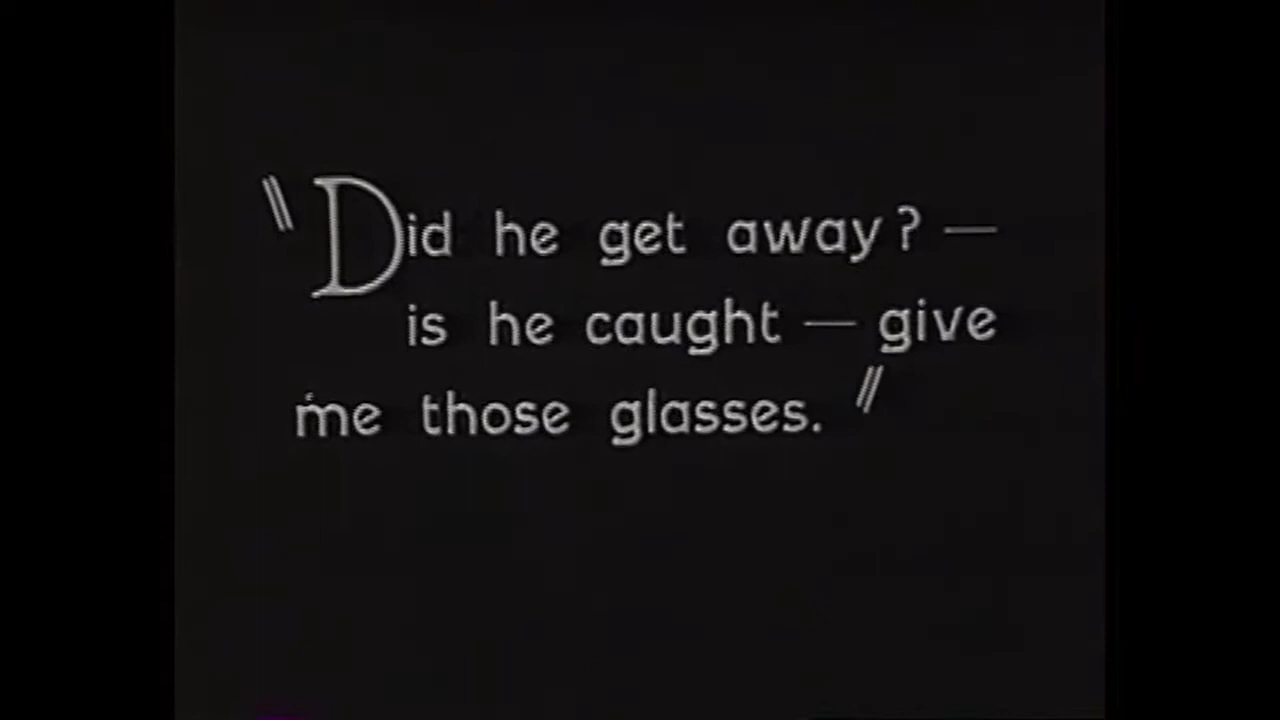 "Did he get away? —
is he caught — give
me those glasses."